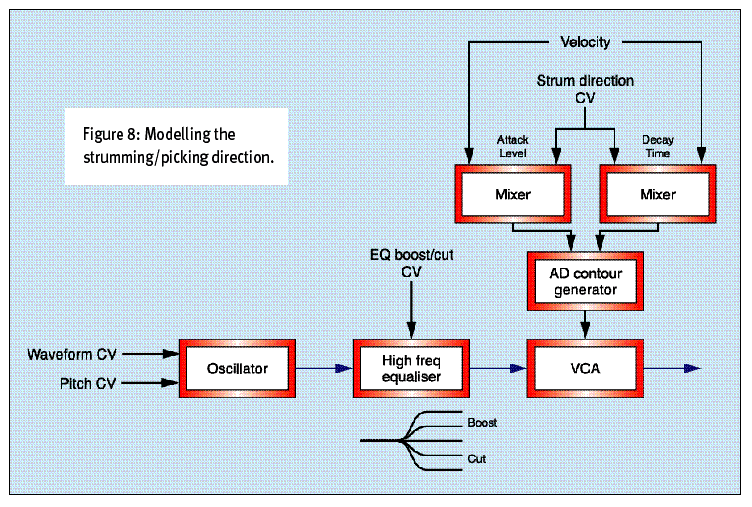 Velocity
Strum direction
CV
Figure 8: Modelling the
strumming/picking direction.
Attack
Level
Decay
Time
Mixer
Mixer
EQ boost/cut
CV
AD contour
generator
Waveform CV
Pitch CV
Oscillator
High freq
equaliser
VCA
Boost
Cut